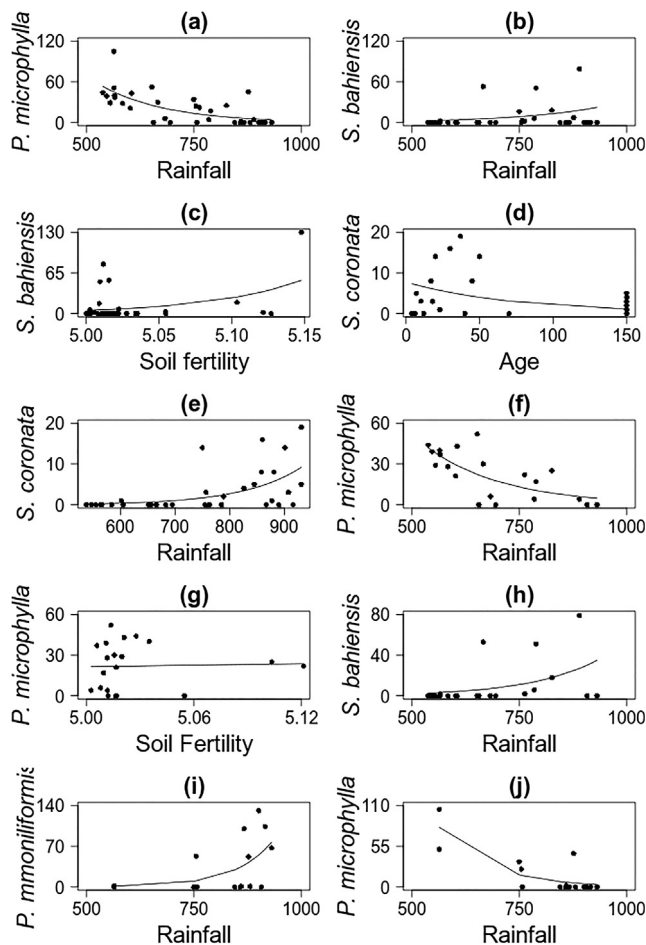 (a)
P. microphylla
120
60
0
500 750 1000
Rainfall
(b)
S. bahiensis
120
60
0
500 750 1000
Rainfall
(c)
S. bahiensis
130
65
0
5.00 5.05 5.10 5.15
Soil fertility
(d)
S. coronata
20
10
0
0 50 100 150
Age
(e)
S. coronata
20
10
0
600 700 800 900
Rainfall
(f)
P. microphylla
60
30
0
500 750 1000
Rainfall
(g)
P. microphylla
60
30
0
5.00 5.06 5.12
Soil Fertility
(h)
S. bahiensis
80
40
0
500 750 1000
Rainfall
(i)
P. mmoniliformis
140
70
0
500 750 1000
Rainfall
(j)
P. microphylla
110
55
0
500 750 1000
Rainfall